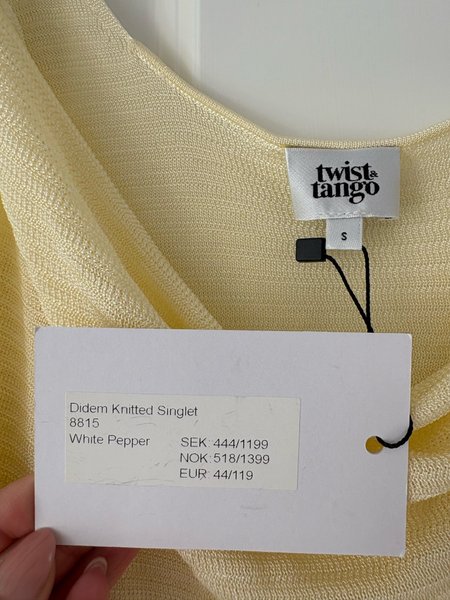 twist&
tango
S
Didem Knitted Singlet
8815
White Pepper SEK: 444/1199
NOK: 518/1399
EUR 44/119